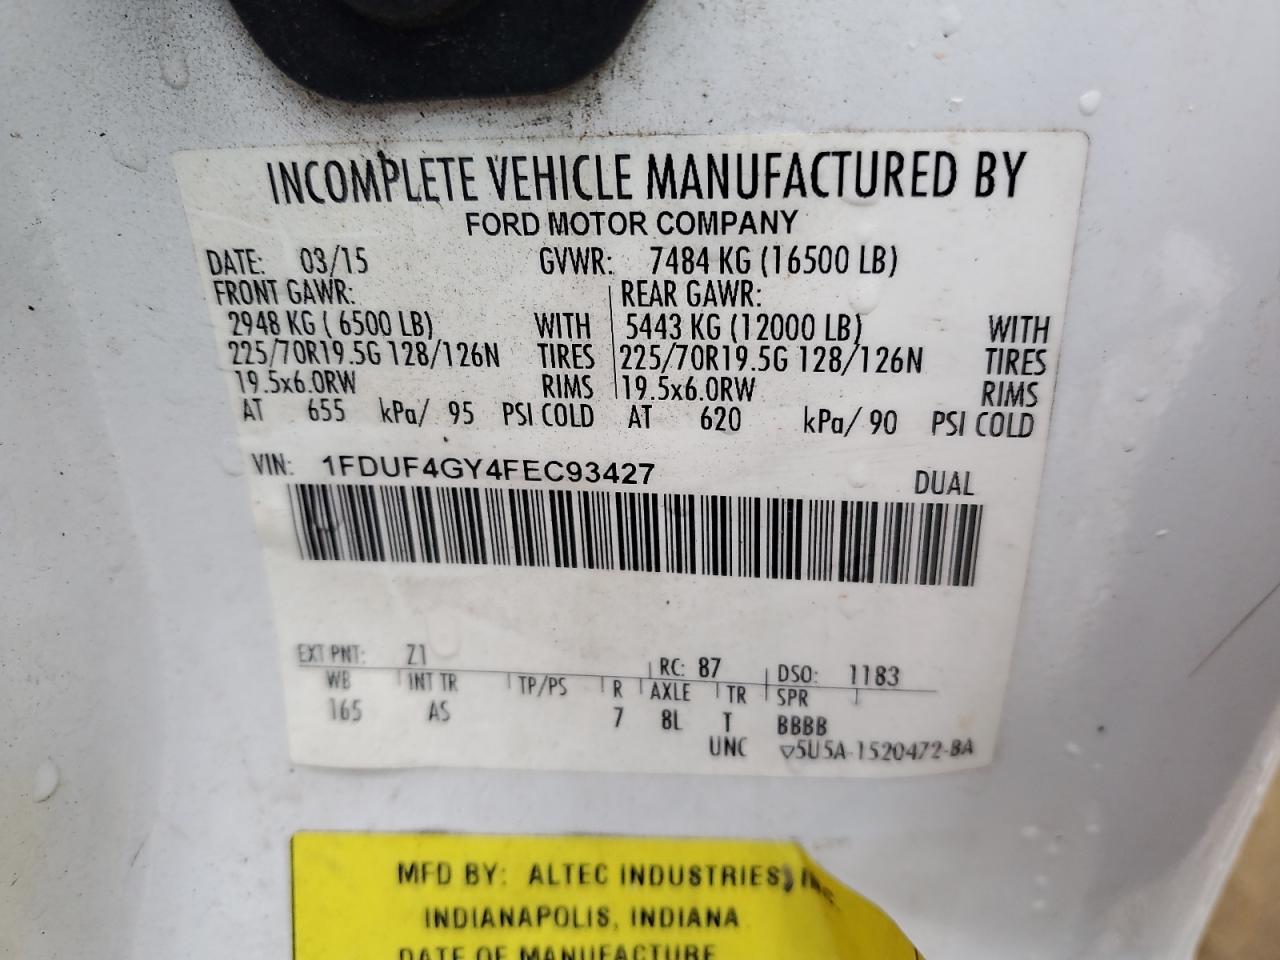 INCOMPLETE VEHICLE MANUFACTURED BY
FORD MOTOR COMPANY
DATE: 03/15 GVWR: 7484 KG (16500 LB)
FRONT GAWR: REAR GAWR:
2948 KG ( 6500 LB) WITH 5443 KG (12000 LB) WITH
225/70R19.5G 128/126N TIRES 225/70R19.5G 128/126N TIRES
19.5x6.0RW RIMS 19.5x6.0RW RIMS
AT 655 kPa/ 95 PSI COLD AT 620 kPa/ 90 PSI COLD
VIN: 1FDUF4GY4FEC93427 DUAL
EXT PNT: Z1 RC: 87 DSO: 1183
WB INT TR TP/PS R AXLE TR SPR
165 AS 7 8L T BBBB
UNC ▽5U5A-1520472-BA
MFD BY: ALTEC INDUSTRIES,
INDIANAPOLIS, INDIANA
DATE OF MANUFACTURE